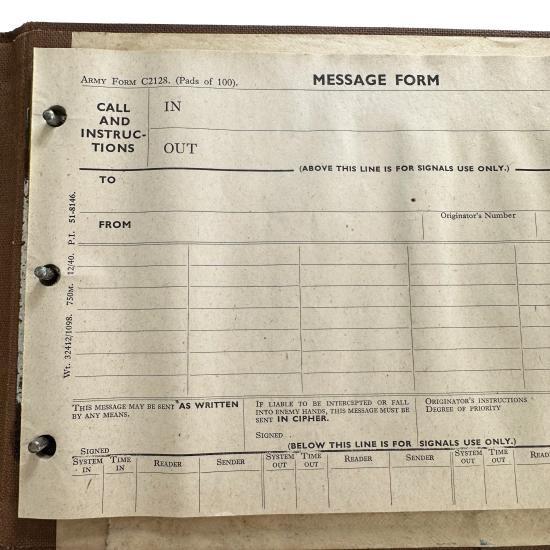 Army Form C2128. (Pads of 100).
MESSAGE FORM
CALL
AND
INSTRUC-
TIONS
IN
OUT
(ABOVE THIS LINE IS FOR SIGNALS USE ONLY.)
TO
FROM
Originator's Number
Wt. 32412/1098. 750M. 12/40. P.I. 51-8146.
THIS MESSAGE MAY BE SENT AS WRITTEN
BY ANY MEANS.
SIGNED
IF LIABLE TO BE INTERCEPTED OR FALL
INTO ENEMY HANDS, THIS MESSAGE MUST BE
SENT IN CIPHER.
SIGNED
ORIGINATOR'S INSTRUCTIONS
DEGREE OF PRIORITY
(BELOW THIS LINE IS FOR SIGNALS USE ONLY.)
SYSTEM IN
TIME IN
READER
SENDER
SYSTEM OUT
TIME OUT
READER
SENDER
SYSTEM OUT
TIME OUT
READ